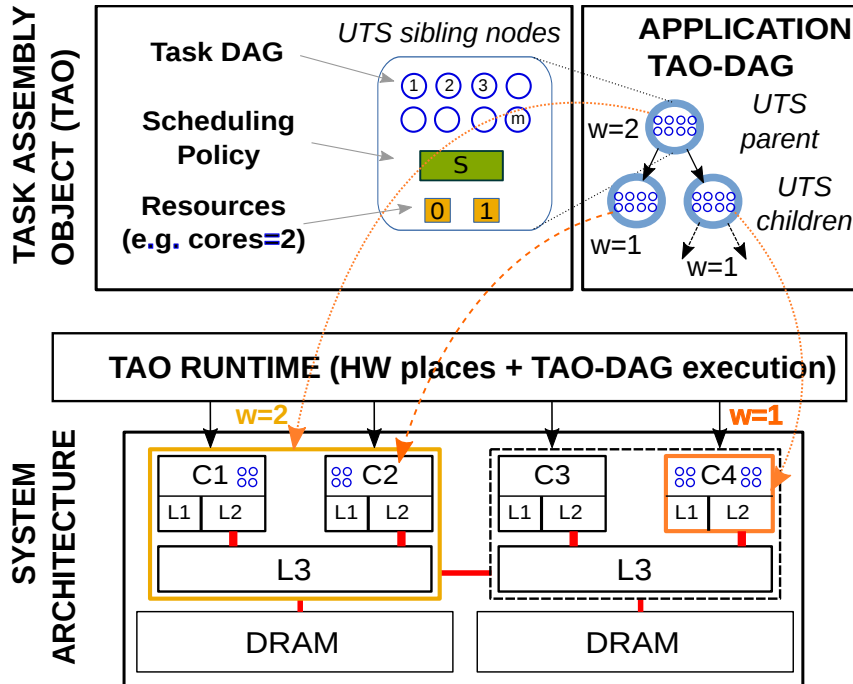 TASK ASSEMBLY
OBJECT (TAO)
Task DAG
Scheduling
Policy
Resources
(e.g. cores=2)
UTS sibling nodes
1 2 3
m
S
0 1
APPLICATION
TAO-DAG
w=2
UTS
parent
UTS
children
w=1
w=1
TAO RUNTIME (HW places + TAO-DAG execution)
w=2
w=1
SYSTEM
ARCHITECTURE
C1 C2 C3 C4
L1 L2 L1 L2 L1 L2 L1 L2
L3 L3
DRAM DRAM